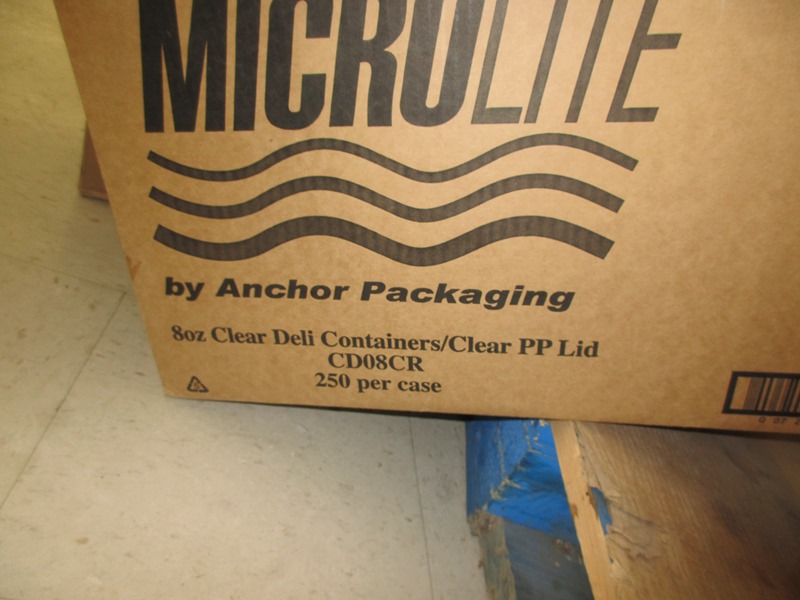 MICROLITE
by Anchor Packaging
8oz Clear Deli Containers/Clear PP Lid
CD08CR
250 per case